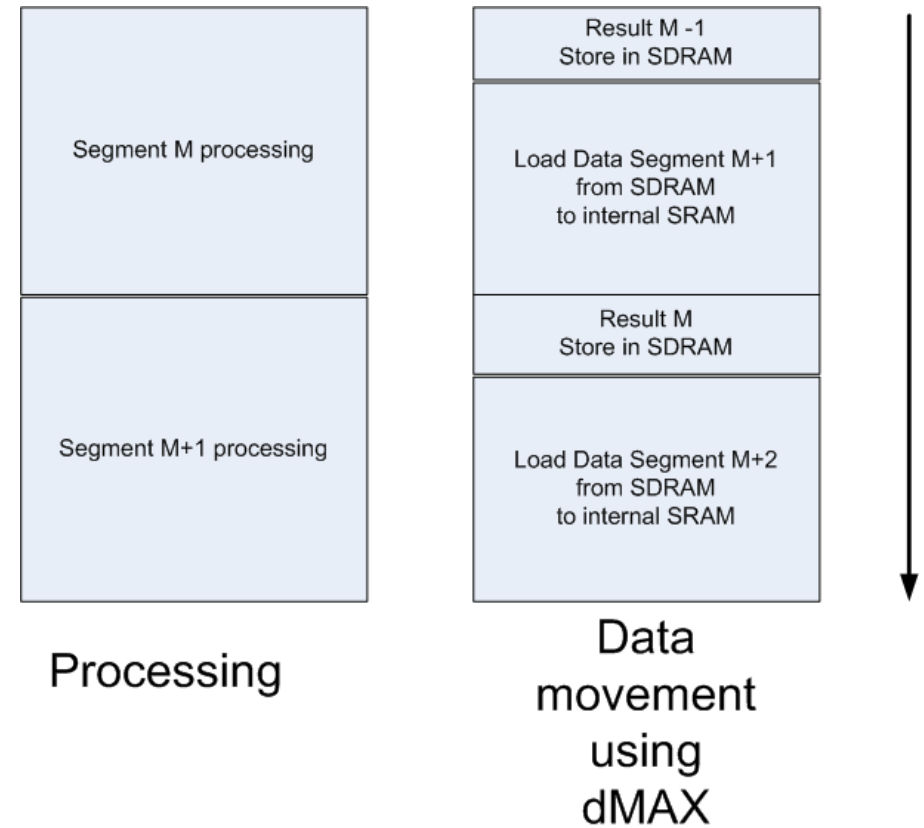 Segment M processing
Segment M+1 processing
Processing
Result M -1
Store in SDRAM
Load Data Segment M+1
from SDRAM
to internal SRAM
Result M
Store in SDRAM
Load Data Segment M+2
from SDRAM
to internal SRAM
Data
movement
using
dMAX